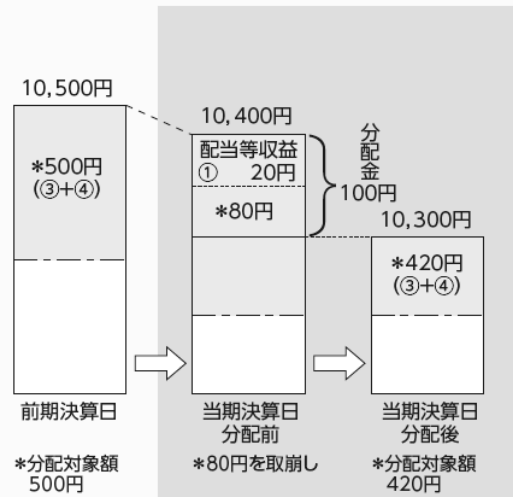 10,500円
*500円
(③+④)
前期決算日
*分配対象額
500円
10,400円
配当等収益
① 20円
*80円
分配金
100円
当期決算日
分配前
*80円を取崩し
10,300円
*420円
(③+④)
当期決算日
分配後
*分配対象額
420円